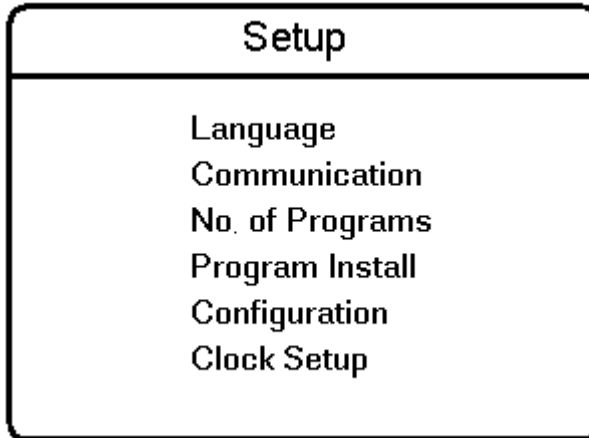 Setup
Language
Communication
No. of Programs
Program Install
Configuration
Clock Setup